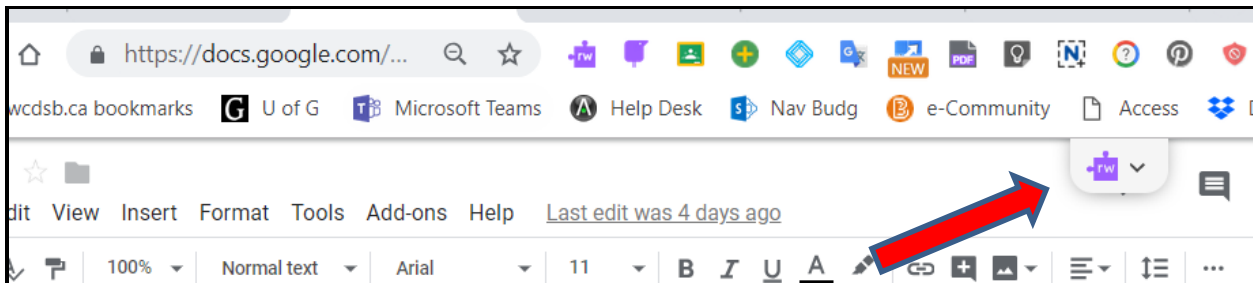 https://docs.google.com/... rw G NEW PDF N ?
wcdsb.ca bookmarks G U of G Microsoft Teams Help Desk Nav Budg e-Community Access
rw
dit View Insert Format Tools Add-ons Help Last edit was 4 days ago
100% Normal text Arial 11 B I U A ...